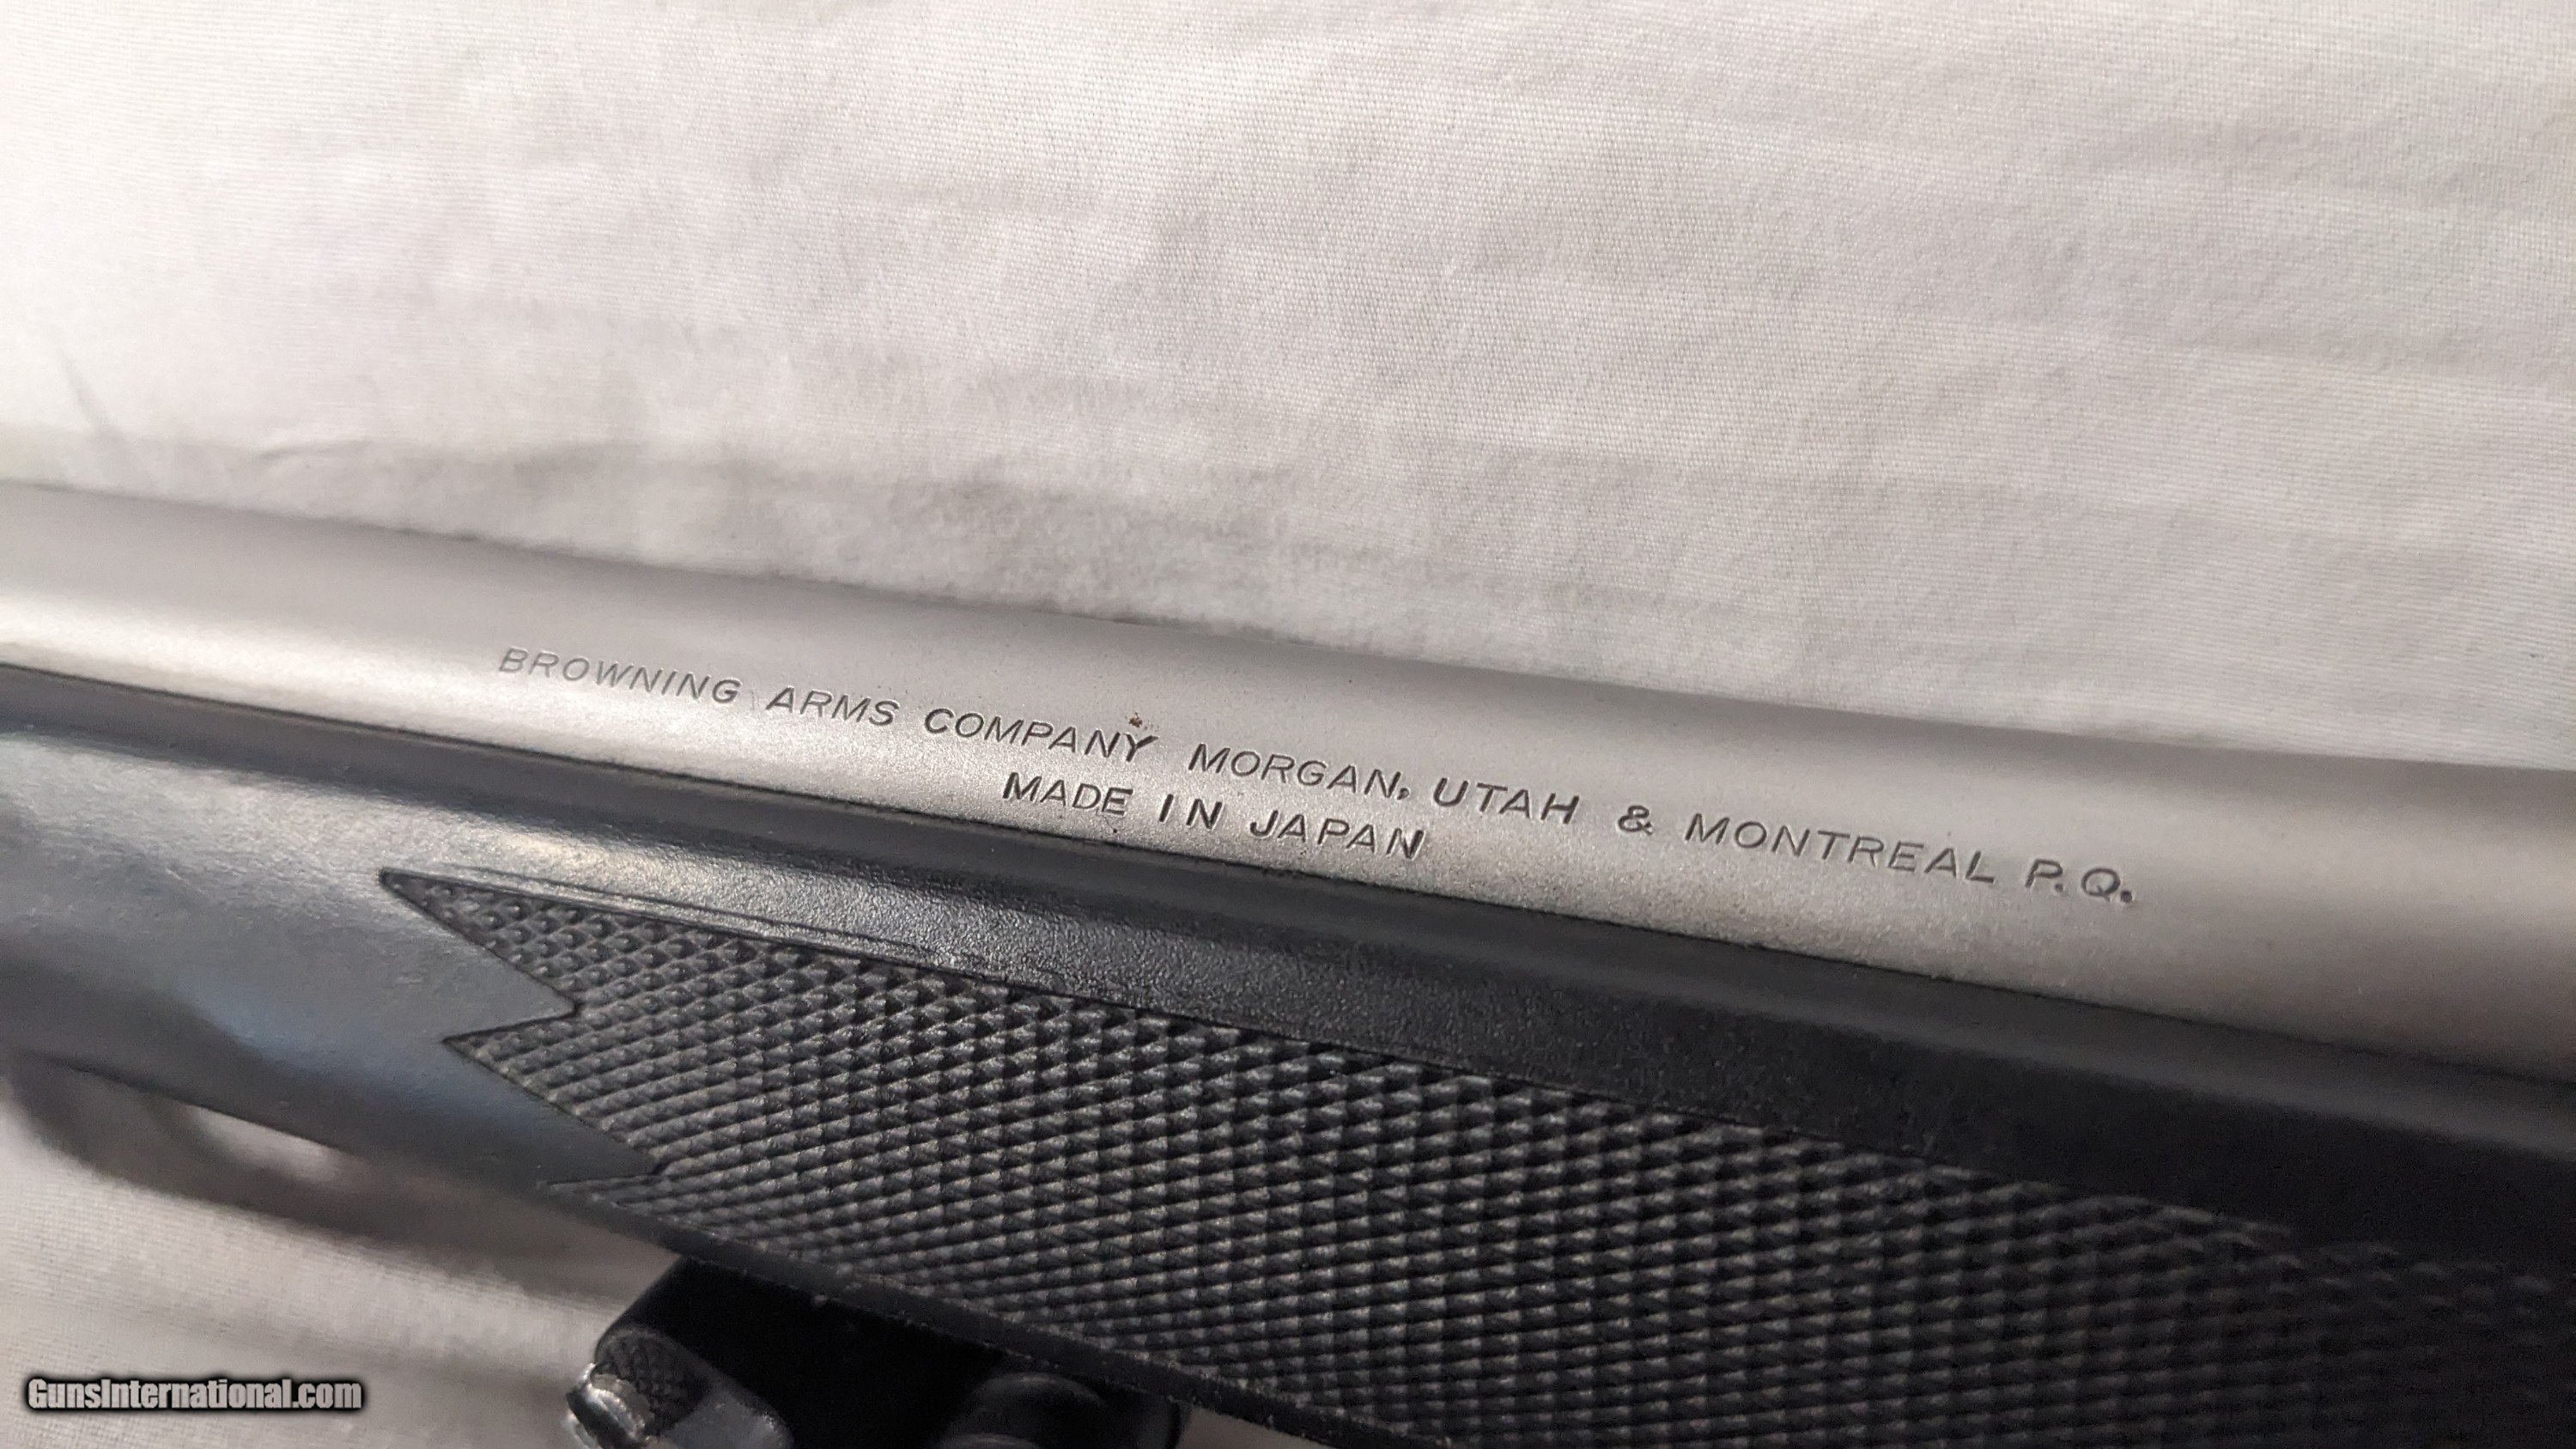 BROWNING ARMS COMPANY MORGAN, UTAH & MONTREAL P.Q.
MADE IN JAPAN
GunsInternational.com